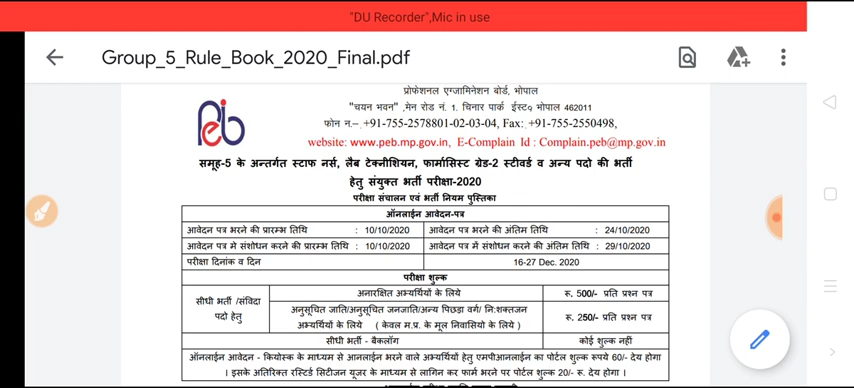 "DU Recorder",Mic in use
Group_5_Rule_Book_2020_Final.pdf
प्रोफेशनल एग्जामिनेशन बोर्ड, भोपाल
"चयन भवन" ,मेन रोड नं. 1. चिनार पार्क ईस्ट० भोपाल 462011
फोन न.– .+91-755-2578801-02-03-04, Fax: .+91-755-2550498,
Peb
website: www.peb.mp.gov.in, E-Complain Id : Complain.peb@mp.gov.in
समूह-5 के अन्तर्गत स्टाफ नर्स, लैब टेक्नीशियन, फार्मासिस्ट ग्रेड-2 स्टीवर्ड व अन्य पदो की भर्ती
हेतु संयुक्त भर्ती परीक्षा-2020
परीक्षा संचालन एवं भर्ती नियम पुस्तिका
ऑनलाईन आवेदन-पत्र
आवेदन पत्र भरने की प्रारम्भ तिथि : 10/10/2020 आवेदन पत्र भरने की अंतिम तिथि : 24/10/2020
आवेदन पत्र मे संशोधन करने की प्रारम्भ तिथि : 10/10/2020 आवेदन पत्र में संशोधन करने की अंतिम तिथि : 29/10/2020
परीक्षा दिनांक व दिन 16-27 Dec. 2020
परीक्षा शुल्क
सीधी भर्ती /संविदा पदो हेतु अनारक्षित अभ्यर्थियों के लिये रू. 500/- प्रति प्रश्न पत्र
अनुसूचित जाति/अनुसूचित जनजाति/अन्य पिछड़ा वर्ग/ नि:शक्तजन
अभ्यर्थियों के लिये ( केवल म.प्र. के मूल निवासियो के लिये ) रू. 250/- प्रति प्रश्न पत्र
सीधी भर्ती - बैकलॉग कोई शुल्क नहीं
ऑनलाईन आवेदन - कियोस्क के माध्यम से आनलाईन भरने वाले अभ्यर्थियों हेतु एमपीआनलाईन का पोर्टल शुल्क रूपये 60/- देय होगा
। इसके अतिरिक्त रस्टिर्ड सिटीजन यूजर के माध्यम से लागिन कर फार्म भरने पर पोर्टल शुल्क 20/- रू. देय होगा ।